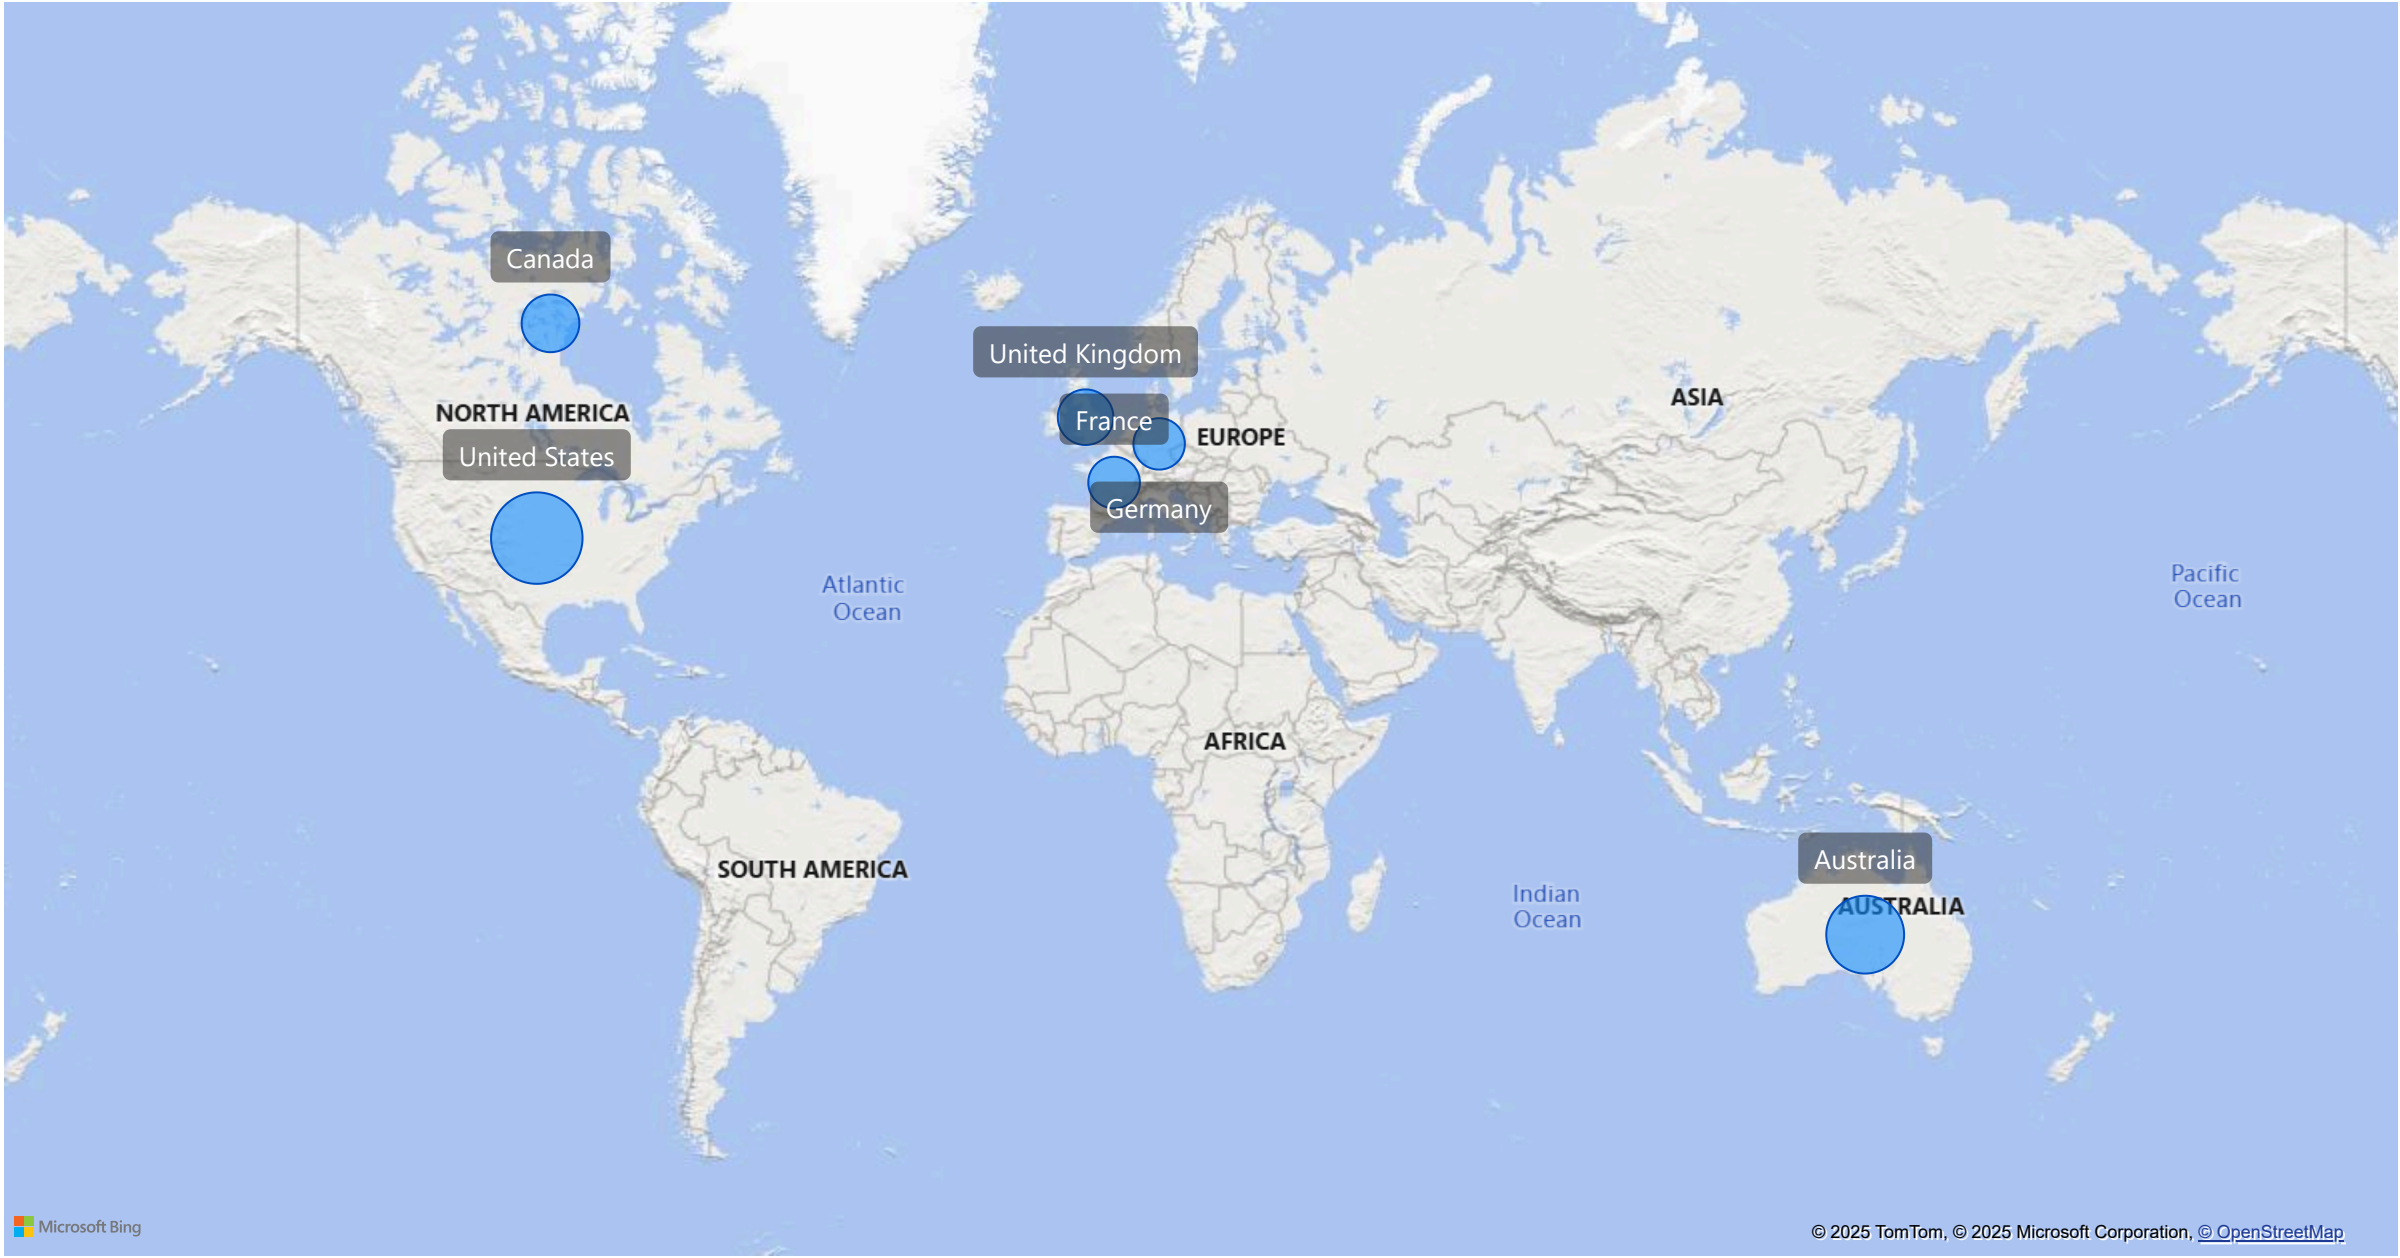 Canada
United Kingdom
NORTH AMERICA
ASIA
France
EUROPE
United States
Germany
Atlantic
Ocean
Pacific
Ocean
AFRICA
SOUTH AMERICA
Australia
Indian
Ocean
AUSTRALIA
Microsoft Bing
© 2025 TomTom, © 2025 Microsoft Corporation, © OpenStreetMap